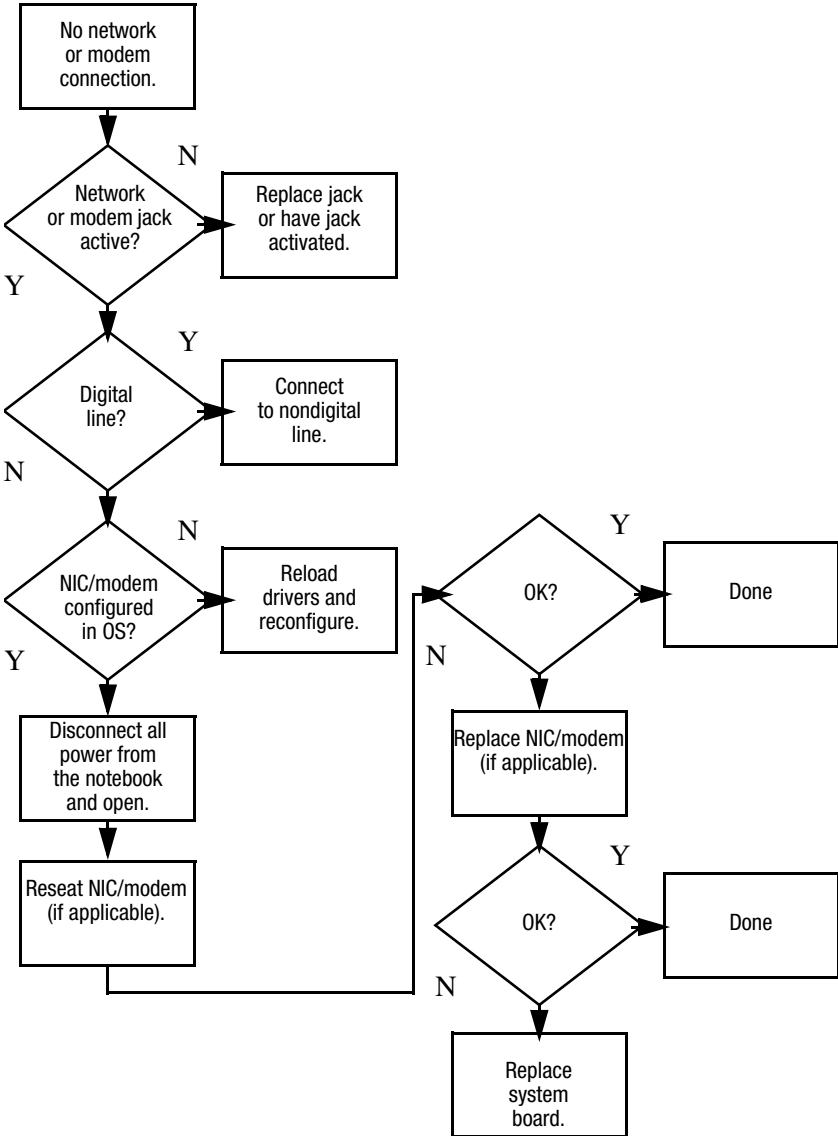 No network
or modem
connection.
N
Network
or modem jack
active?
Replace jack
or have jack
activated.
Y
Y
Digital
line?
Connect
to nondigital
line.
N
N
NIC/modem
configured
in OS?
Reload
drivers and
reconfigure.
Y
Disconnect all
power from
the notebook
and open.
Reseat NIC/modem
(if applicable).
Y
OK?
Done
N
Replace NIC/modem
(if applicable).
Y
OK?
Done
N
Replace
system
board.